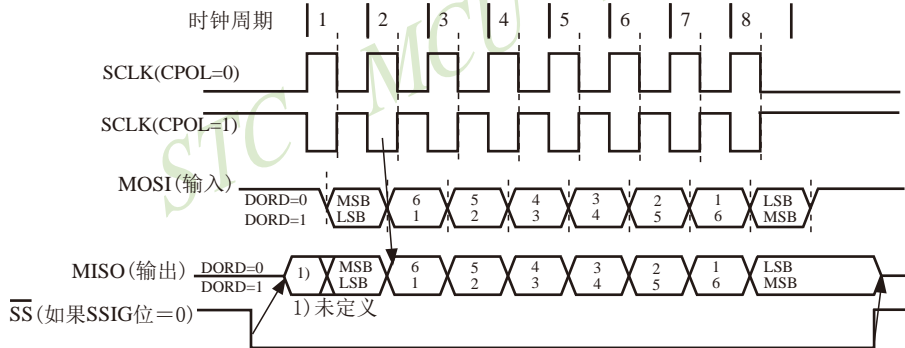 时钟周期 1 2 3 4 5 6 7 8
SCLK(CPOL=0)
SCLK(CPOL=1)
STC MCU
MOSI(输入)
DORD=0 MSB 6 5 4 3 2 1 LSB
DORD=1 LSB 1 2 3 4 5 6 MSB
MISO(输出)
DORD=0 1) MSB 6 5 4 3 2 1 LSB
DORD=1 LSB 1 2 3 4 5 6 MSB
1)未定义
SS(如果SSIG位=0)